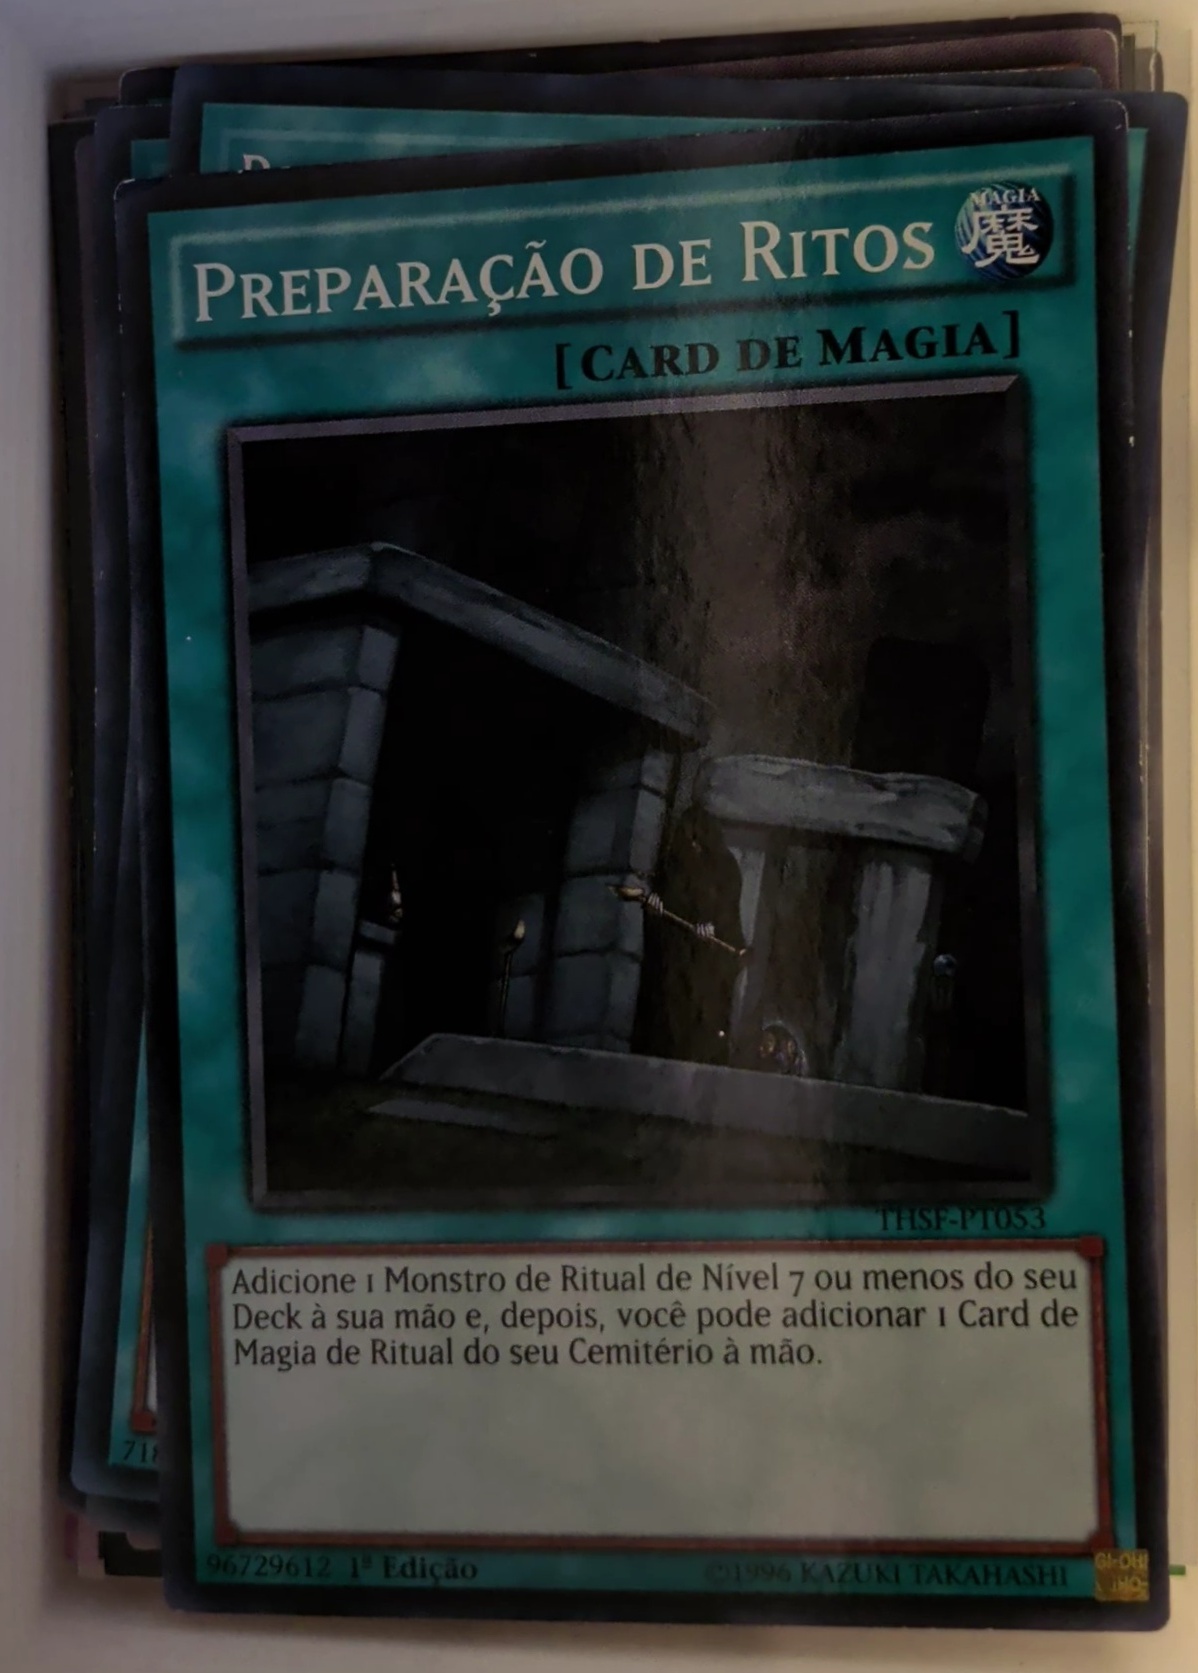 Preparação de Ritos
MAGIA
魔
[Card de Magia]
THSF-PT053
Adicione 1 Monstro de Ritual de Nível 7 ou menos do seu
Deck à sua mão e, depois, você pode adicionar 1 Card de
Magia de Ritual do seu Cemitério à mão.
718
96729612 1ª Edição
©1996 KAZUKI TAKAHASHI